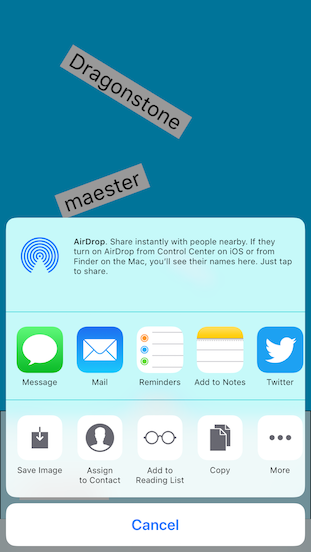 Dragonstone
maester
AirDrop. Share instantly with people nearby. If they
turn on AirDrop from Control Center on iOS or from
Finder on the Mac, you'll see their names here. Just tap
to share.
Message
Mail
Reminders
Add to Notes
Twitter
Save Image
Assign
to Contact
Add to
Reading List
Copy
More
Cancel